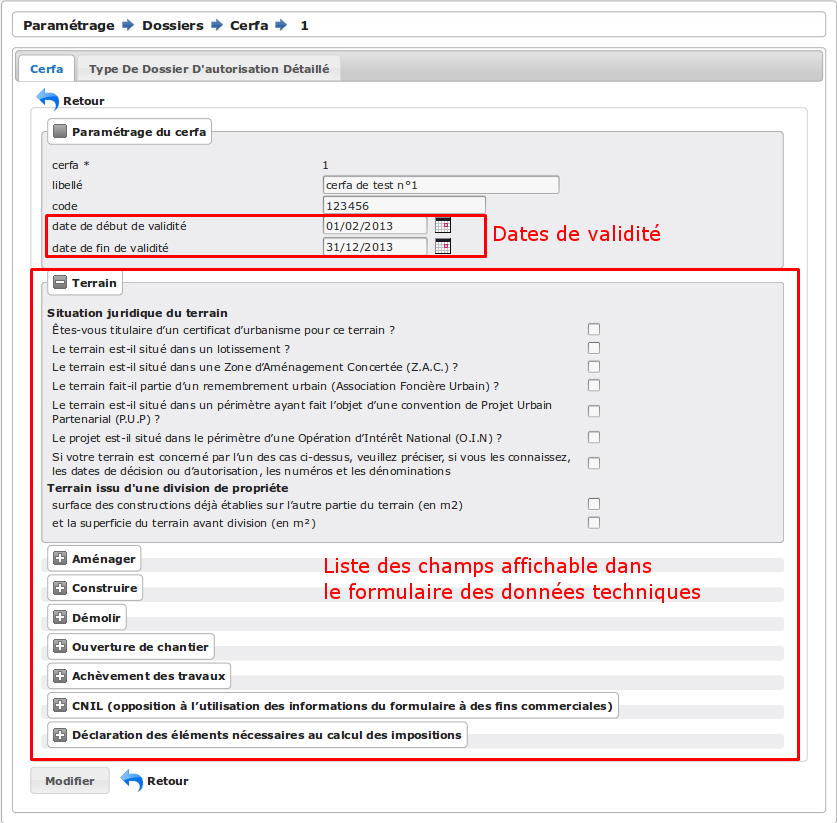 Paramétrage Dossiers Cerfa 1
Cerfa Type De Dossier D'autorisation Détaillé
Retour
Paramétrage du cerfa
cerfa * 1
libellé cerfa de test n°1
code 123456
date de début de validité 01/02/2013
date de fin de validité 31/12/2013
Dates de validité
Terrain
Situation juridique du terrain
Êtes-vous titulaire d’un certificat d’urbanisme pour ce terrain ?
Le terrain est-il situé dans un lotissement ?
Le terrain est-il situé dans une Zone d’Aménagement Concertée (Z.A.C.) ?
Le terrain fait-il partie d’un remembrement urbain (Association Foncière Urbain) ?
Le terrain est-il situé dans un périmètre ayant fait l’objet d’une convention de Projet Urbain
Partenarial (P.U.P) ?
Le projet est-il situé dans le périmètre d’une Opération d’Intérêt National (O.I.N) ?
Si votre terrain est concerné par l’un des cas ci-dessus, veuillez préciser, si vous les connaissez,
les dates de décision ou d’autorisation, les numéros et les dénominations
Terrain issu d'une division de propriéte
surface des constructions déjà établies sur l’autre partie du terrain (en m2)
et la superficie du terrain avant division (en m²)
Aménager
Liste des champs affichable dans
le formulaire des données techniques
Construire
Démolir
Ouverture de chantier
Achèvement des travaux
CNIL (opposition à l’utilisation des informations du formulaire à des fins commerciales)
Déclaration des éléments nécessaires au calcul des impositions
Modifier Retour